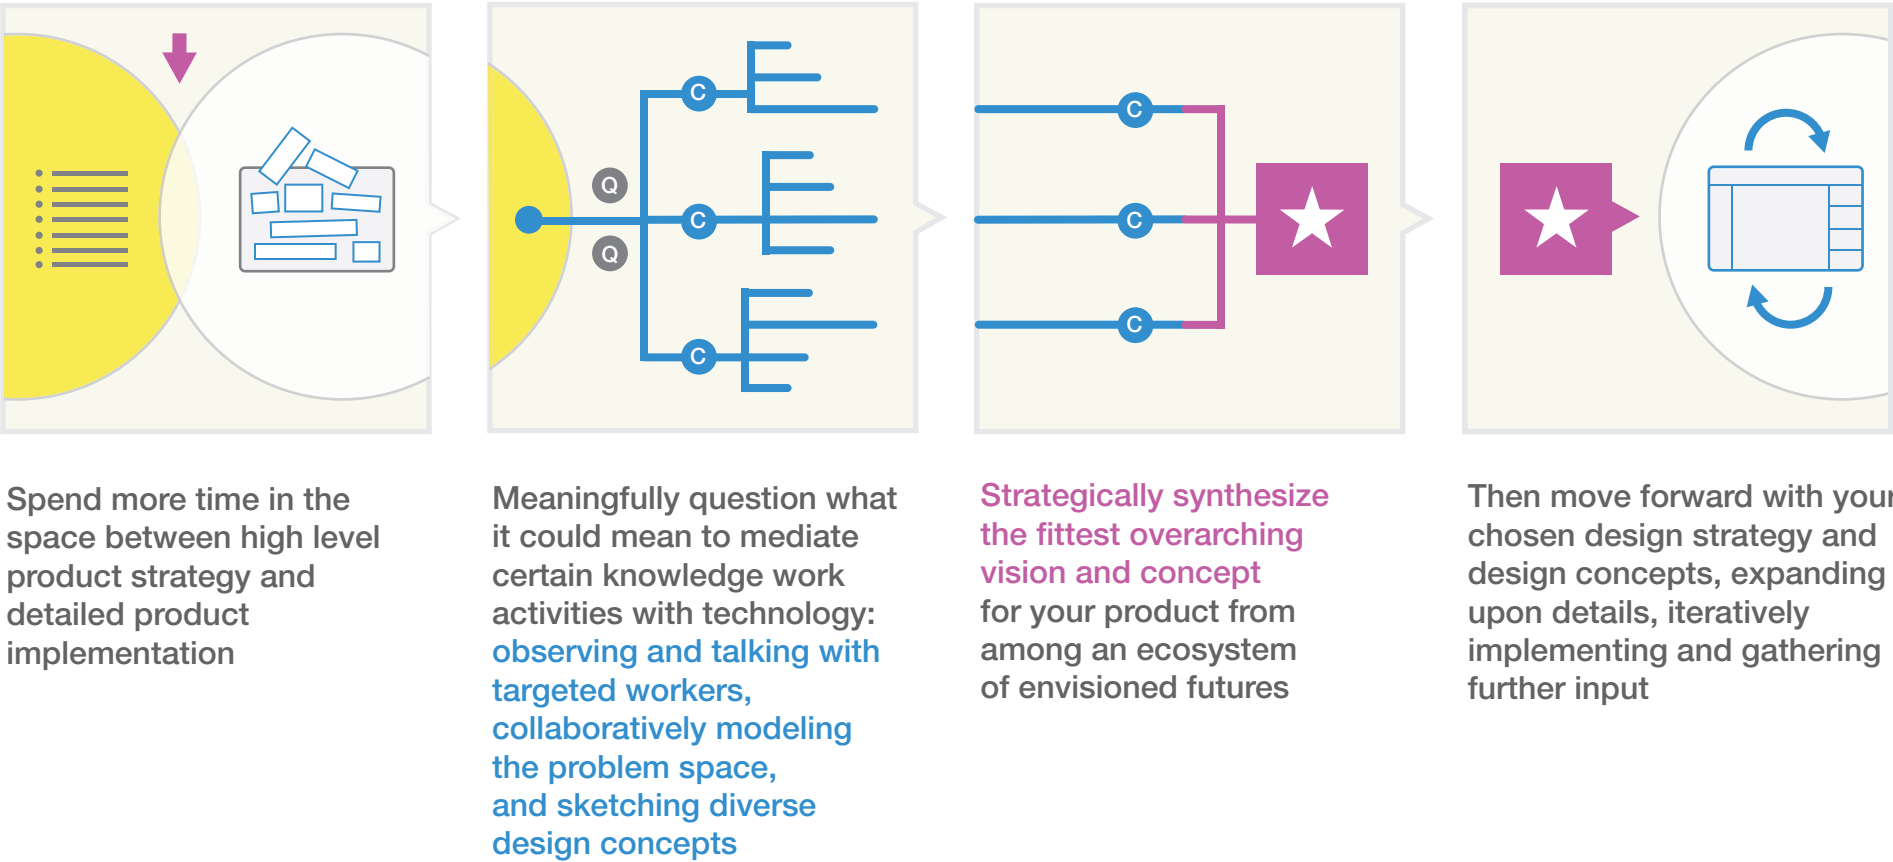 Q
Q
C
C
C
C
C
C
Spend more time in the
space between high level
product strategy and
detailed product
implementation
Meaningfully question what
it could mean to mediate
certain knowledge work
activities with technology:
observing and talking with
targeted workers,
collaboratively modeling
the problem space,
and sketching diverse
design concepts
Strategically synthesize
the fittest overarching
vision and concept
for your product from
among an ecosystem
of envisioned futures
Then move forward with your
chosen design strategy and
design concepts, expanding
upon details, iteratively
implementing and gathering
further input